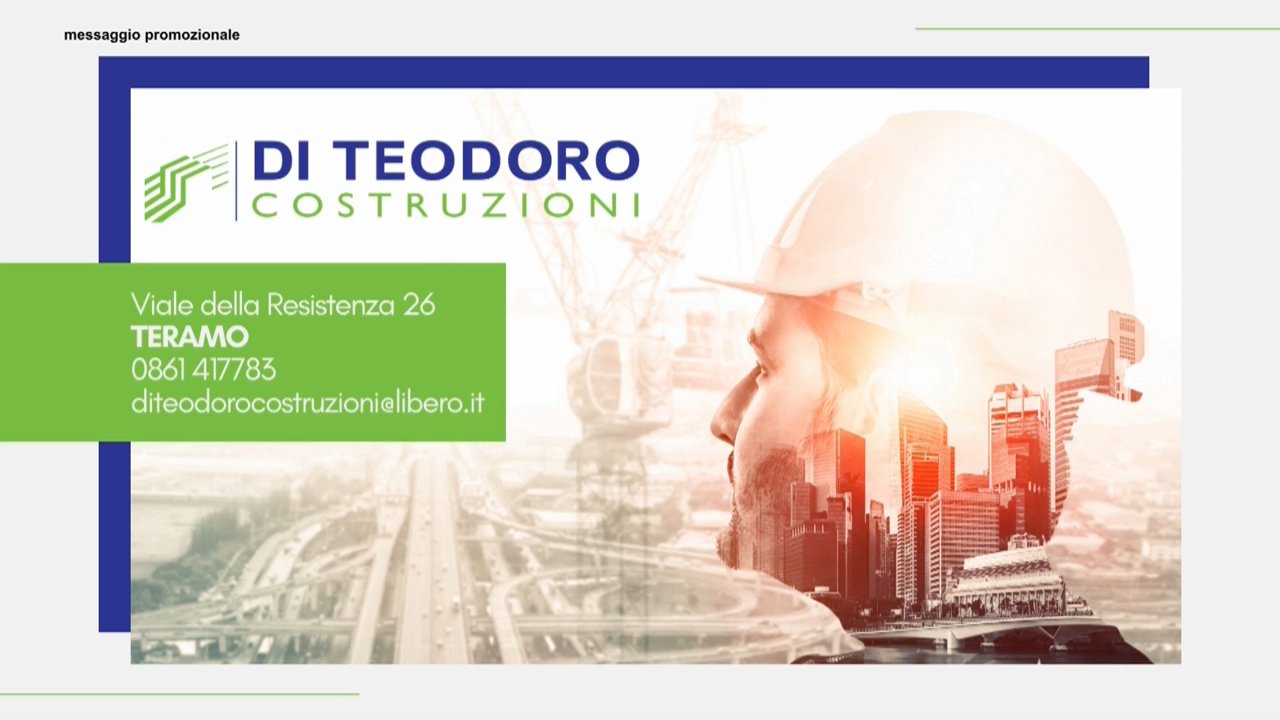 messaggio promozionale
DI TEODORO
COSTRUZIONI
Viale della Resistenza 26
TERAMO
0861 417783
diteodorocostruzioni@libero.it